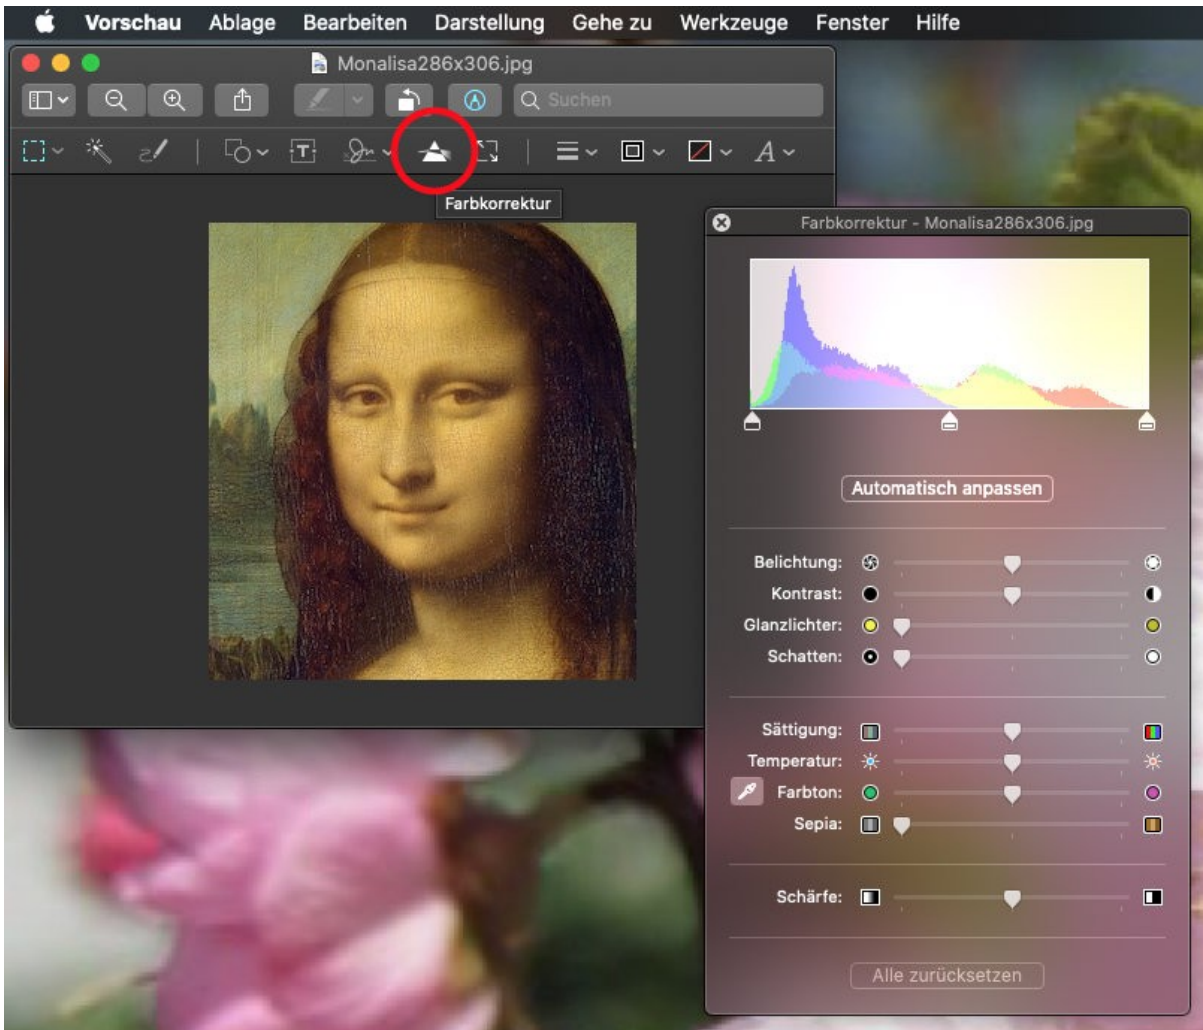 Vorschau Ablage Bearbeiten Darstellung Gehe zu Werkzeuge Fenster Hilfe
Monalisa286x306.jpg
Suchen
Farbkorrektur
Farbkorrektur - Monalisa286x306.jpg
Automatisch anpassen
Belichtung:
Kontrast:
Glanzlichter:
Schatten:
Sättigung:
Temperatur:
Farbton:
Sepia:
Schärfe:
Alle zurücksetzen